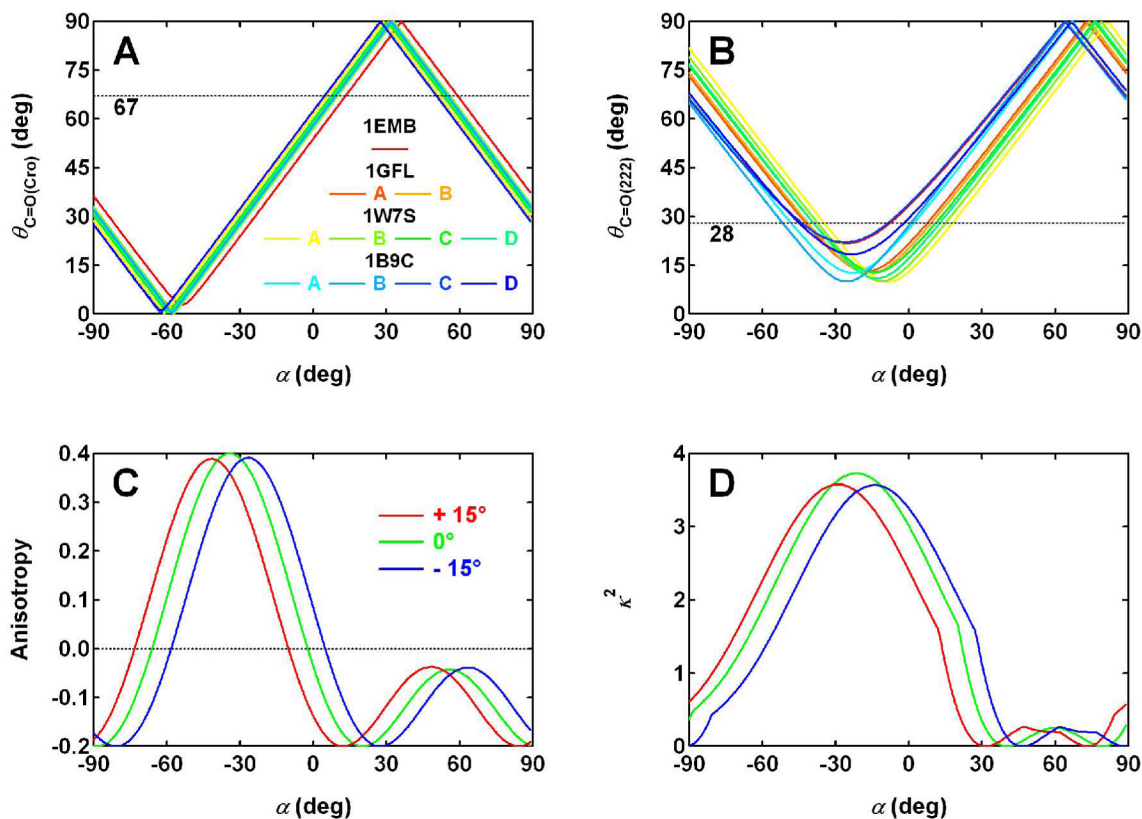 A
B
θC=O(Cro) (deg)
90
75
60
45
30
15
0
67
1EMB
1GFL
A B
1W7S
A B C D
1B9C
A B C D
-90 -60 -30 0 30 60 90
α (deg)
θC=O(222) (deg)
90
75
60
45
30
15
0
28
-90 -60 -30 0 30 60 90
α (deg)
C
D
Anisotropy
0.4
0.3
0.2
0.1
0.0
-0.1
-0.2
+ 15°
0°
- 15°
-90 -60 -30 0 30 60 90
α (deg)
κ2
4
3
2
1
0
-90 -60 -30 0 30 60 90
α (deg)